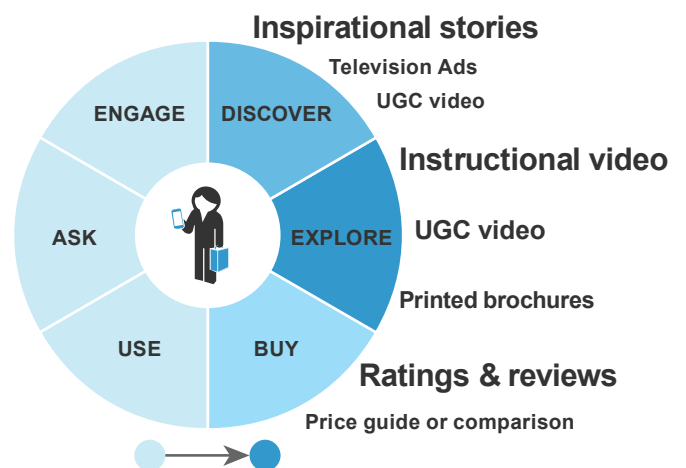 Inspirational stories
Television Ads
UGC video
ENGAGE
DISCOVER
Instructional video
ASK
EXPLORE
UGC video
Printed brochures
USE
BUY
Ratings & reviews
Price guide or comparison